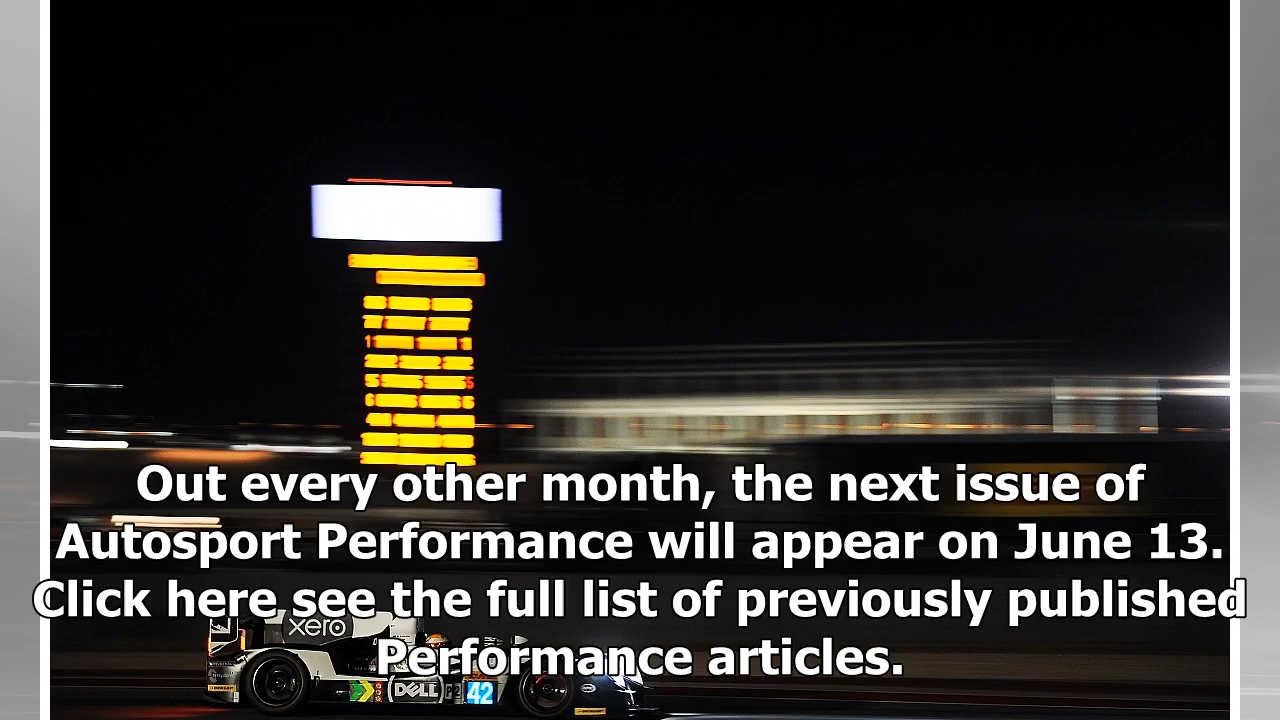 Out every other month, the next issue of
Autosport Performance will appear on June 13.
Click here see the full list of previously published
Performance articles.
xero
DELL
P2
42